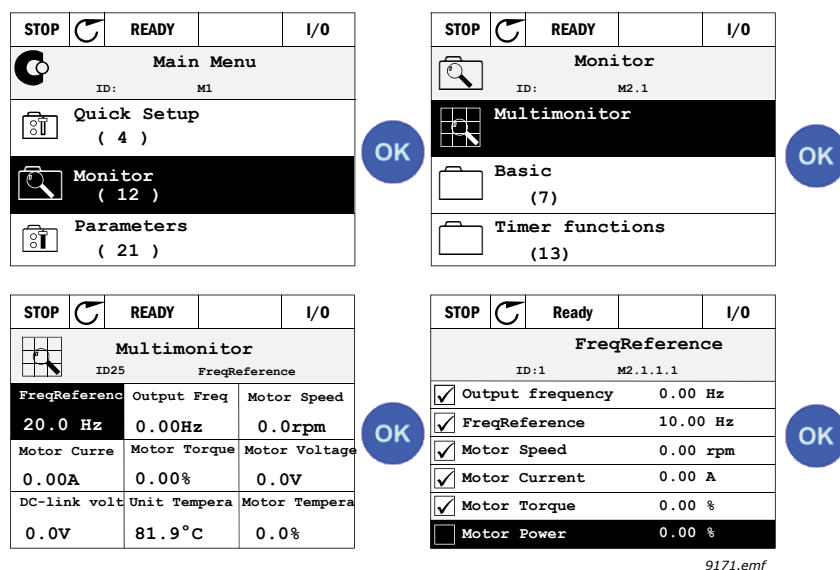 STOP READY I/O
Main Menu
ID: M1
Quick Setup
( 4 )
Monitor
( 12 )
Parameters
( 21 )
OK
STOP READY I/O
Monitor
ID: M2.1
Multimonitor
Basic
(7)
Timer functions
(13)
OK
STOP READY I/O
Multimonitor
ID25 FreqReference
FreqReferenc Output Freq Motor Speed
20.0 Hz 0.00Hz 0.0rpm
Motor Curre Motor Torque Motor Voltage
0.00A 0.00% 0.0V
DC-link volt Unit Tempera Motor Tempera
0.0V 81.9°C 0.0%
OK
STOP Ready I/O
FreqReference
ID:1 M2.1.1.1
Output frequency 0.00 Hz
FreqReference 10.00 Hz
Motor Speed 0.00 rpm
Motor Current 0.00 A
Motor Torque 0.00 %
Motor Power 0.00 %
OK
9171.emf